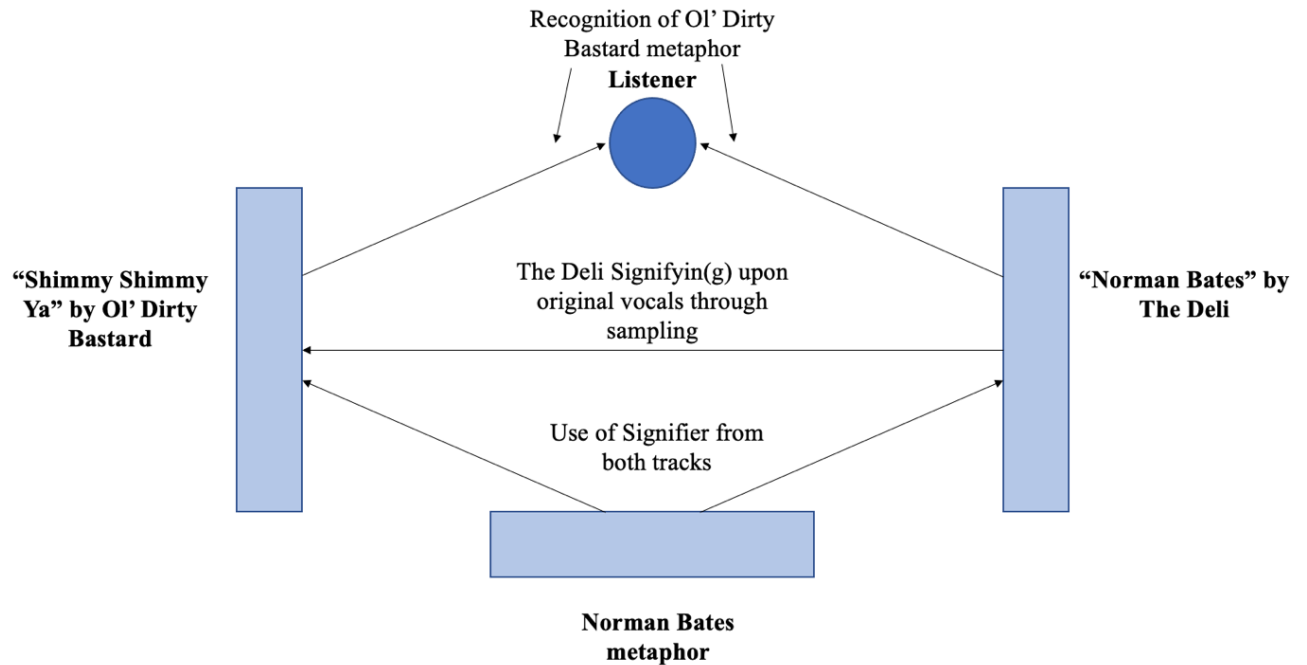 Recognition of Ol’ Dirty
Bastard metaphor
Listener
“Shimmy Shimmy
Ya” by Ol’ Dirty
Bastard
The Deli Signifyin(g) upon
original vocals through
sampling
“Norman Bates” by
The Deli
Use of Signifier from
both tracks
Norman Bates
metaphor